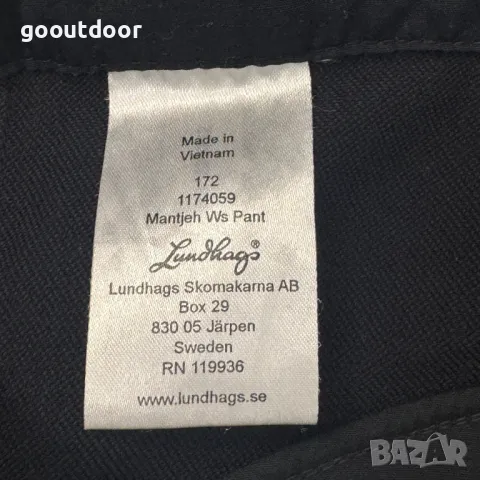 gooutdoor
Made in
Vietnam
172
1174059
Mantjeh Ws Pant
Lundhags®
Lundhags Skomakarna AB
Box 29
830 05 Järpen
Sweden
RN 119936
www.lundhags.se
BAZAR